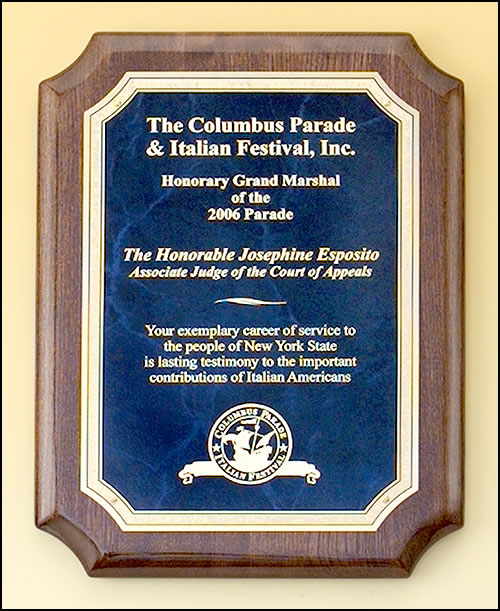 The Columbus Parade
& Italian Festival, Inc.
Honorary Grand Marshal
of the
2006 Parade
The Honorable Josephine Esposito
Associate Judge of the Court of Appeals
Your exemplary career of service to
the people of New York State
is lasting testimony to the important
contributions of Italian Americans
COLUMBUS PARADE
ITALIAN FESTIVAL